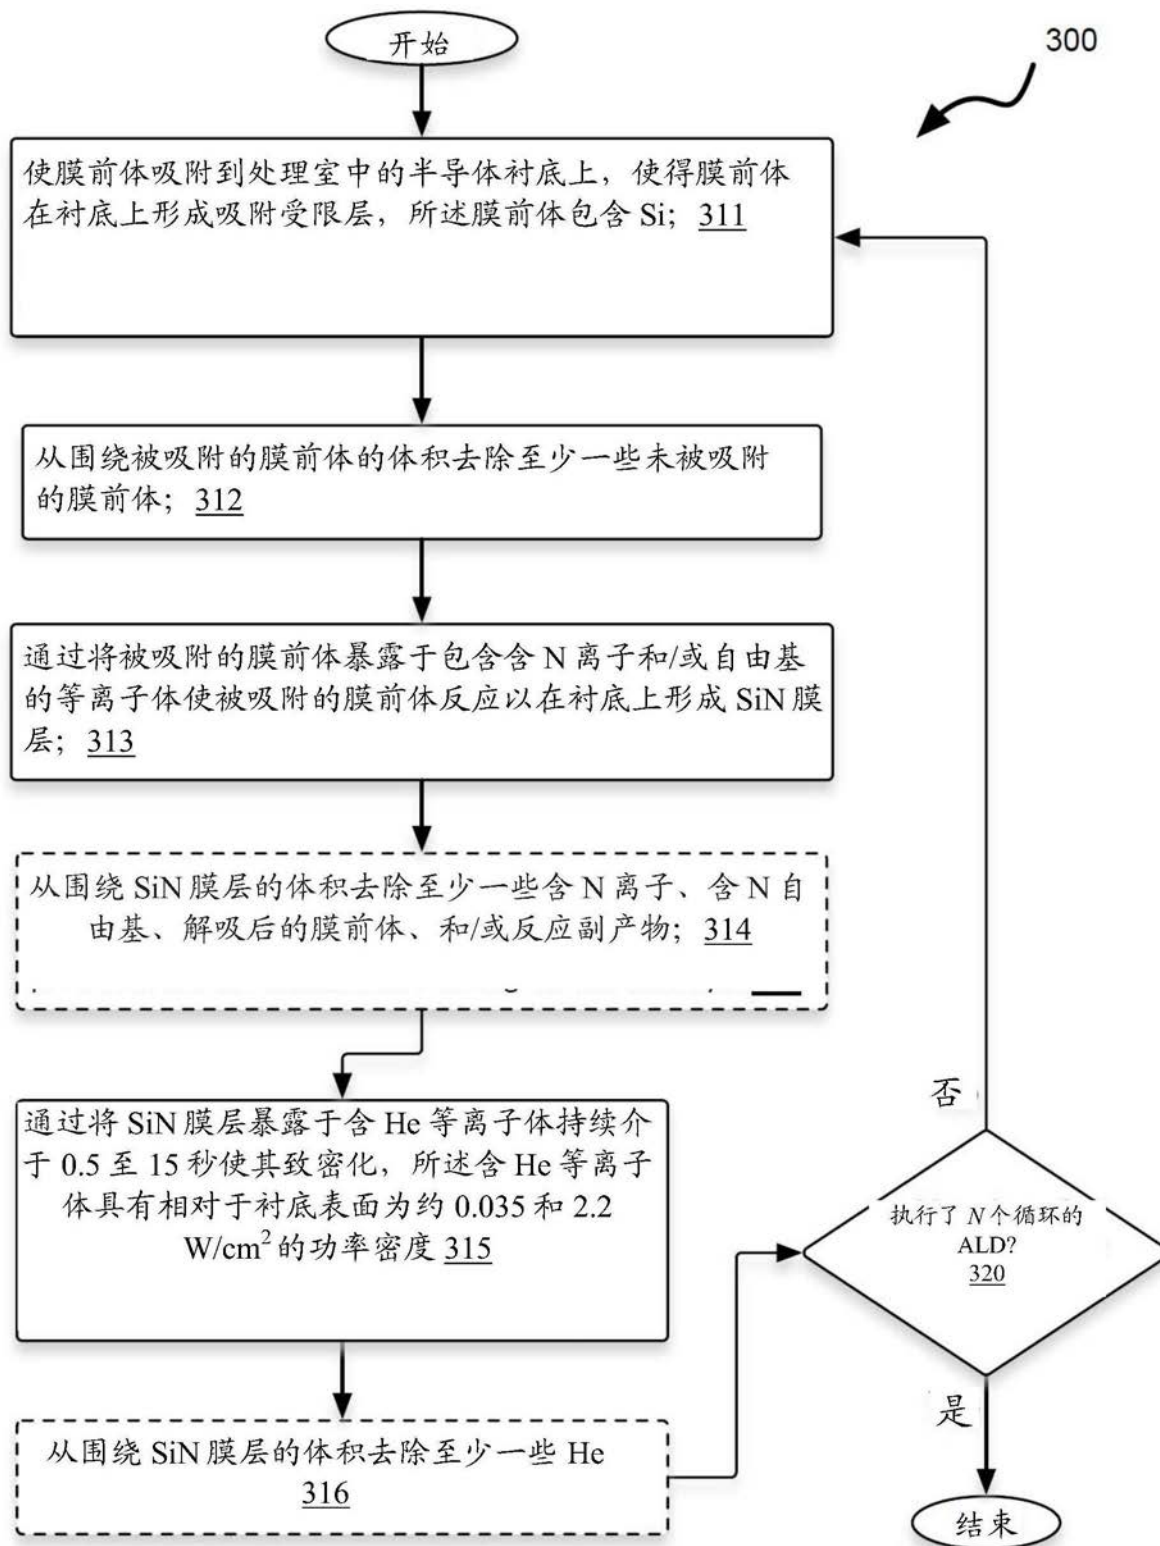 开始
300
使膜前体吸附到处理室中的半导体衬底上，使得膜前体
在衬底上形成吸附受限层，所述膜前体包含 Si；311
从围绕被吸附的膜前体的体积去除至少一些未被吸附
的膜前体；312
通过将被吸附的膜前体暴露于包含含 N 离子和/或自由基
的等离子体使被吸附的膜前体反应以在衬底上形成 SiN 膜
层；313
从围绕 SiN 膜层的体积去除至少一些含 N 离子、含 N 自
由基、解吸后的膜前体、和/或反应副产物；314
通过将 SiN 膜层暴露于含 He 等离子体持续介
于 0.5 至 15 秒使其致密化，所述含 He 等离子
体具有相对于衬底表面为约 0.035 和 2.2
W/cm² 的功率密度 315
从围绕 SiN 膜层的体积去除至少一些 He
316
否
执行了 N 个循环的
ALD?
320
是
结束